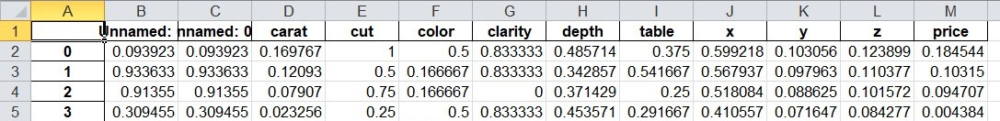 A B C D E F G H I J K L M
1 Unnamed: nnamed: 0 carat cut color clarity depth table x y z price
2 0 0.093923 0.093923 0.169767 1 0.5 0.833333 0.485714 0.375 0.599218 0.103056 0.123899 0.184544
3 1 0.933633 0.933633 0.12093 0.5 0.166667 0.833333 0.342857 0.541667 0.567937 0.097963 0.110377 0.10315
4 2 0.91355 0.91355 0.07907 0.75 0.166667 0 0.371429 0.25 0.518084 0.088625 0.101572 0.094707
5 3 0.309455 0.309455 0.023256 0.25 0.5 0.833333 0.453571 0.291667 0.410557 0.071647 0.084277 0.004384